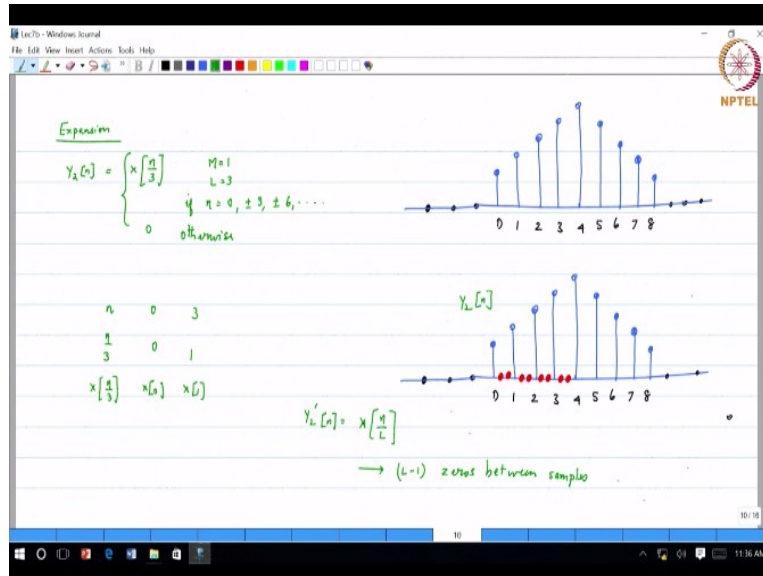 Lec7b - Windows Journal
File Edit View Insert Actions Tools Help
B I
NPTEL
Expansion
Y₂[n] = { x[n/3] M=1
L=3
if n=0, ±3, ±6, ....
0 otherwise
0 1 2 3 4 5 6 7 8
n 0 3
n/3 0 1
x[n/3] x[0] x[1]
Y₂[n]
0 1 2 3 4 5 6 7 8
Y₂'[n] = x[n/L]
→ (L-1) zeros between samples
10/16
10
11:36 AM